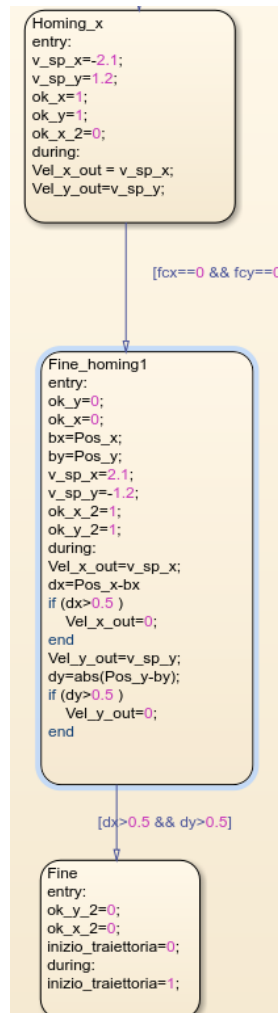 Homing_x
entry:
v_sp_x=-2.1;
v_sp_y=1.2;
ok_x=1;
ok_y=1;
ok_x_2=0;
during:
Vel_x_out = v_sp_x;
Vel_y_out=v_sp_y;
[fcx==0 && fcy==0
Fine_homing1
entry:
ok_y=0;
ok_x=0;
bx=Pos_x;
by=Pos_y;
v_sp_x=2.1;
v_sp_y=-1.2;
ok_x_2=1;
ok_y_2=1;
during:
Vel_x_out=v_sp_x;
dx=Pos_x-bx
if (dx>0.5 )
Vel_x_out=0;
end
Vel_y_out=v_sp_y;
dy=abs(Pos_y-by);
if (dy>0.5 )
Vel_y_out=0;
end
[dx>0.5 && dy>0.5]
Fine
entry:
ok_y_2=0;
ok_x_2=0;
inizio_traiettoria=0;
during:
inizio_traiettoria=1;